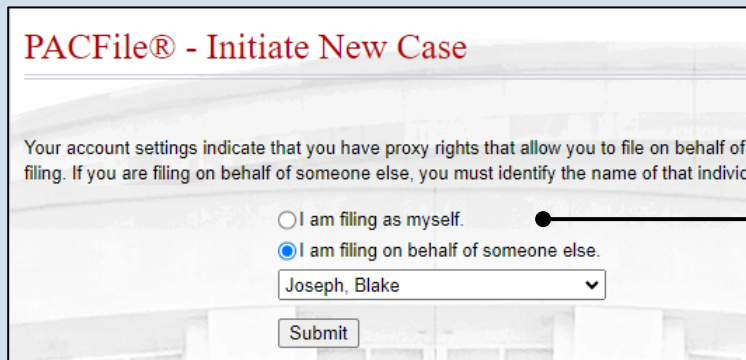 PACFile® - Initiate New Case
Your account settings indicate that you have proxy rights that allow you to file on behalf of
filing. If you are filing on behalf of someone else, you must identify the name of that
I am filing as myself.
I am filing on behalf of someone else.
Joseph, Blake
Submit